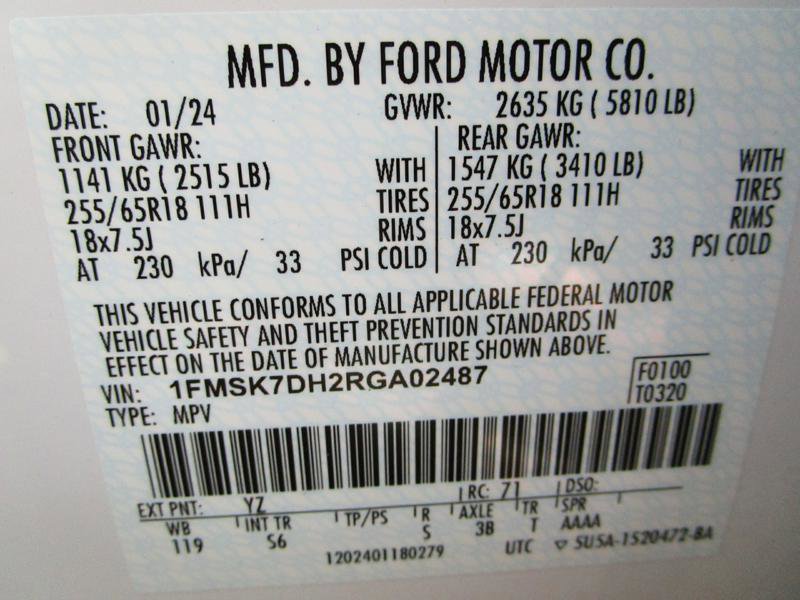 MFD. BY FORD MOTOR CO.
DATE: 01/24 GVWR: 2635 KG ( 5810 LB)
FRONT GAWR: REAR GAWR:
1141 KG ( 2515 LB) WITH 1547 KG ( 3410 LB) WITH
255/65R18 111H TIRES 255/65R18 111H TIRES
18x7.5J RIMS 18x7.5J RIMS
AT 230 kPa/ 33 PSI COLD AT 230 kPa/ 33 PSI COLD
THIS VEHICLE CONFORMS TO ALL APPLICABLE FEDERAL MOTOR
VEHICLE SAFETY AND THEFT PREVENTION STANDARDS IN
EFFECT ON THE DATE OF MANUFACTURE SHOWN ABOVE.
VIN: 1FMSK7DH2RGA02487 F0100
TYPE: MPV T0320
EXT PNT: YZ RC: 71 DSO:
WB INT TR TP/PS R AXLE TR SPR
119 S6 S 3B T AAAA
1202401180279 UTC ▽ SU5A-1520472-BA